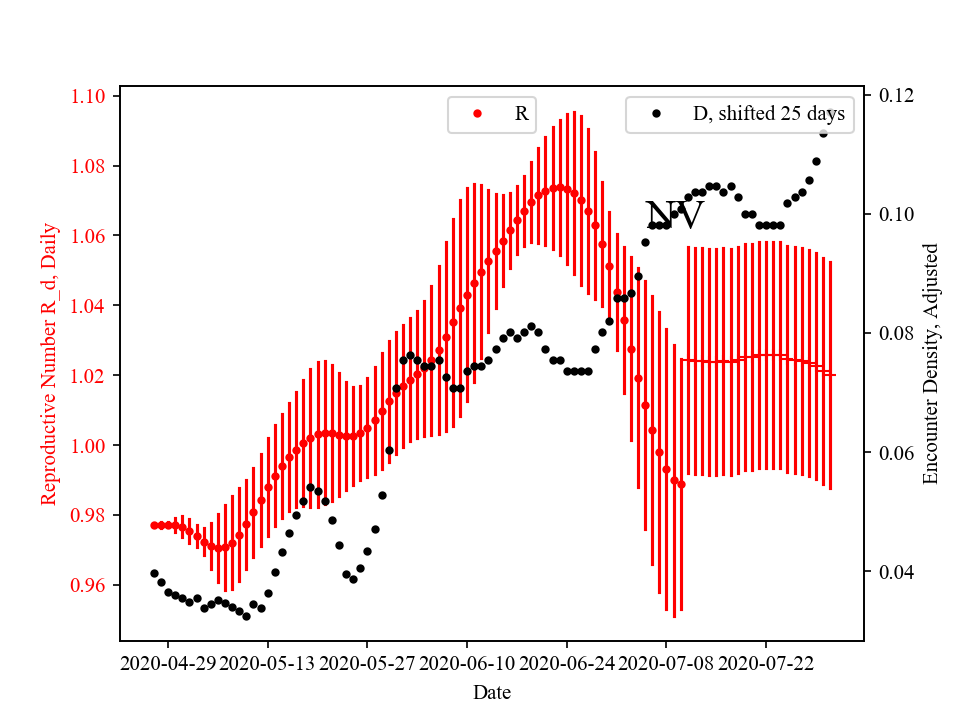 R
D, shifted 25 days
NV
Reproductive Number R_d, Daily
1.10
1.08
1.06
1.04
1.02
1.00
0.98
0.96
0.12
0.10
0.08
0.06
0.04
Encounter Density, Adjusted
2020-04-29 2020-05-13 2020-05-27 2020-06-10 2020-06-24 2020-07-08 2020-07-22
Date